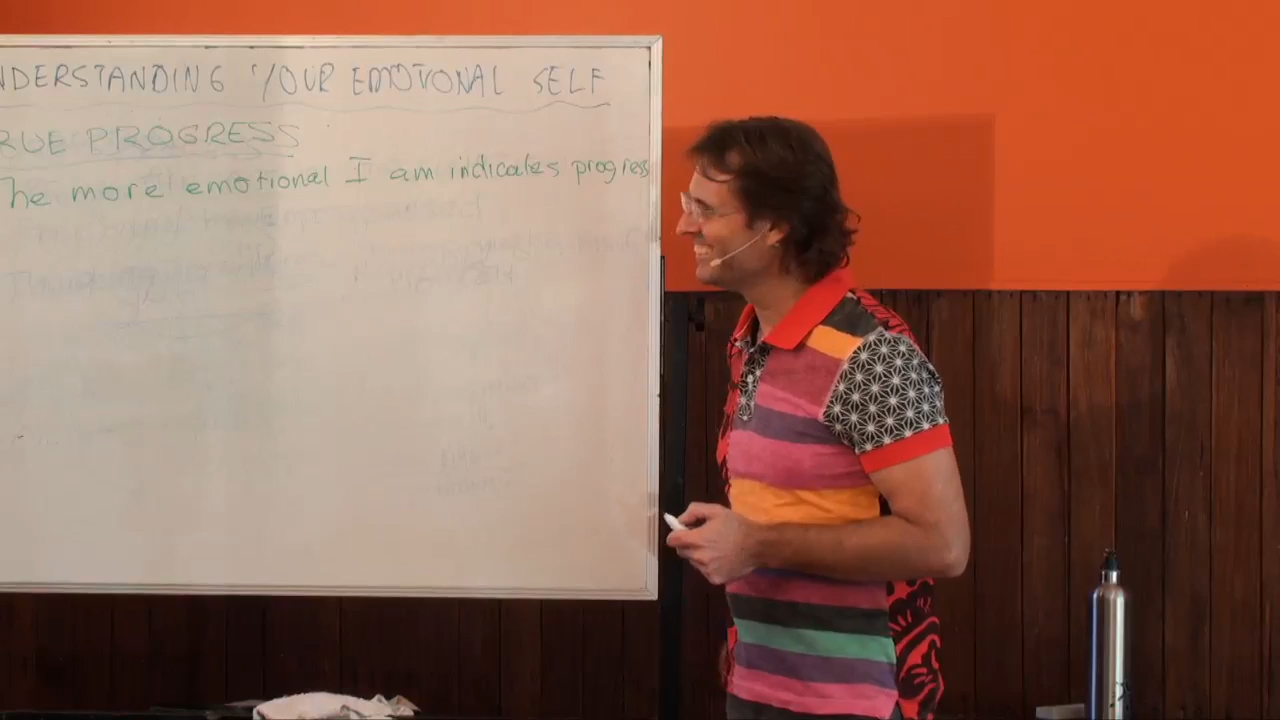 NDERSTANDING YOUR EMOTIONAL SELF
RUE PROGRESS
he more emotional I am indicates progress